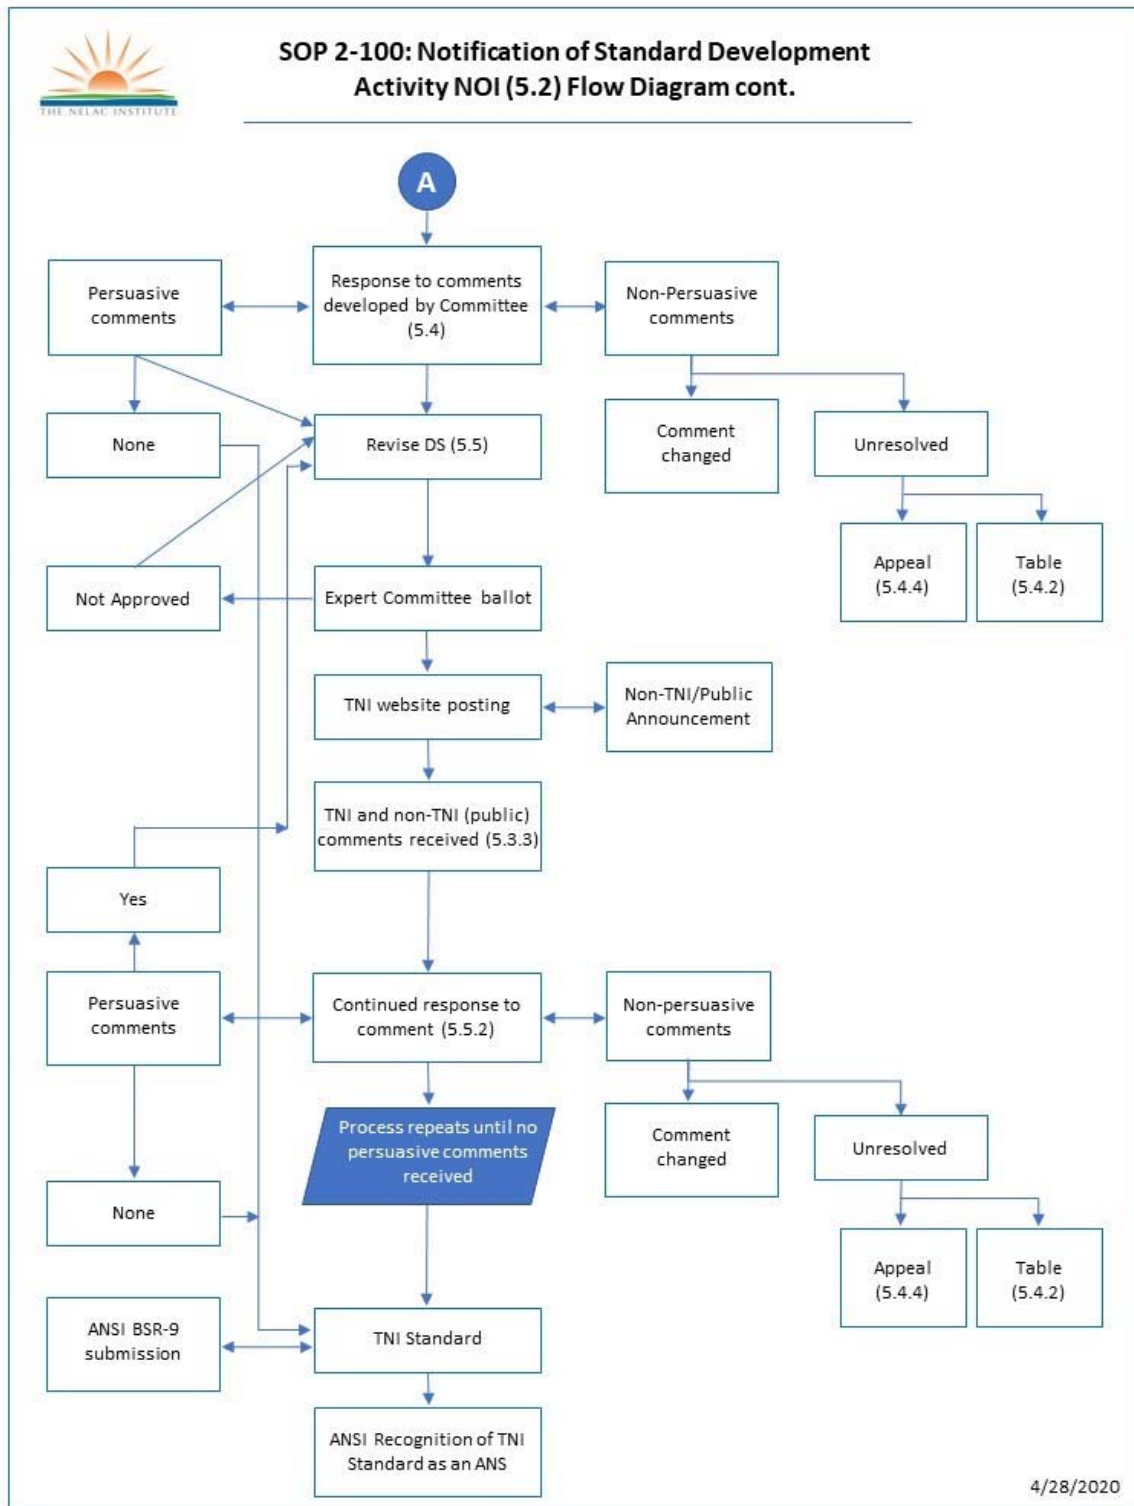 SOP 2-100: Notification of Standard Development
Activity NOI (5.2) Flow Diagram cont.
THE NELAC INSTITUTE
A
Persuasive
comments
Response to comments
developed by Committee
(5.4)
Non-Persuasive
comments
None
Revise DS (5.5)
Comment
changed
Unresolved
Appeal
(5.4.4)
Table
(5.4.2)
Not Approved
Expert Committee ballot
TNI website posting
Non-TNI/Public
Announcement
TNI and non-TNI (public)
comments received (5.3.3)
Yes
Persuasive
comments
Continued response to
comment (5.5.2)
Non-persuasive
comments
Process repeats until no
persuasive comments
received
Comment
changed
Unresolved
None
Appeal
(5.4.4)
Table
(5.4.2)
ANSI BSR-9
submission
TNI Standard
ANSI Recognition of TNI
Standard as an ANS
4/28/2020